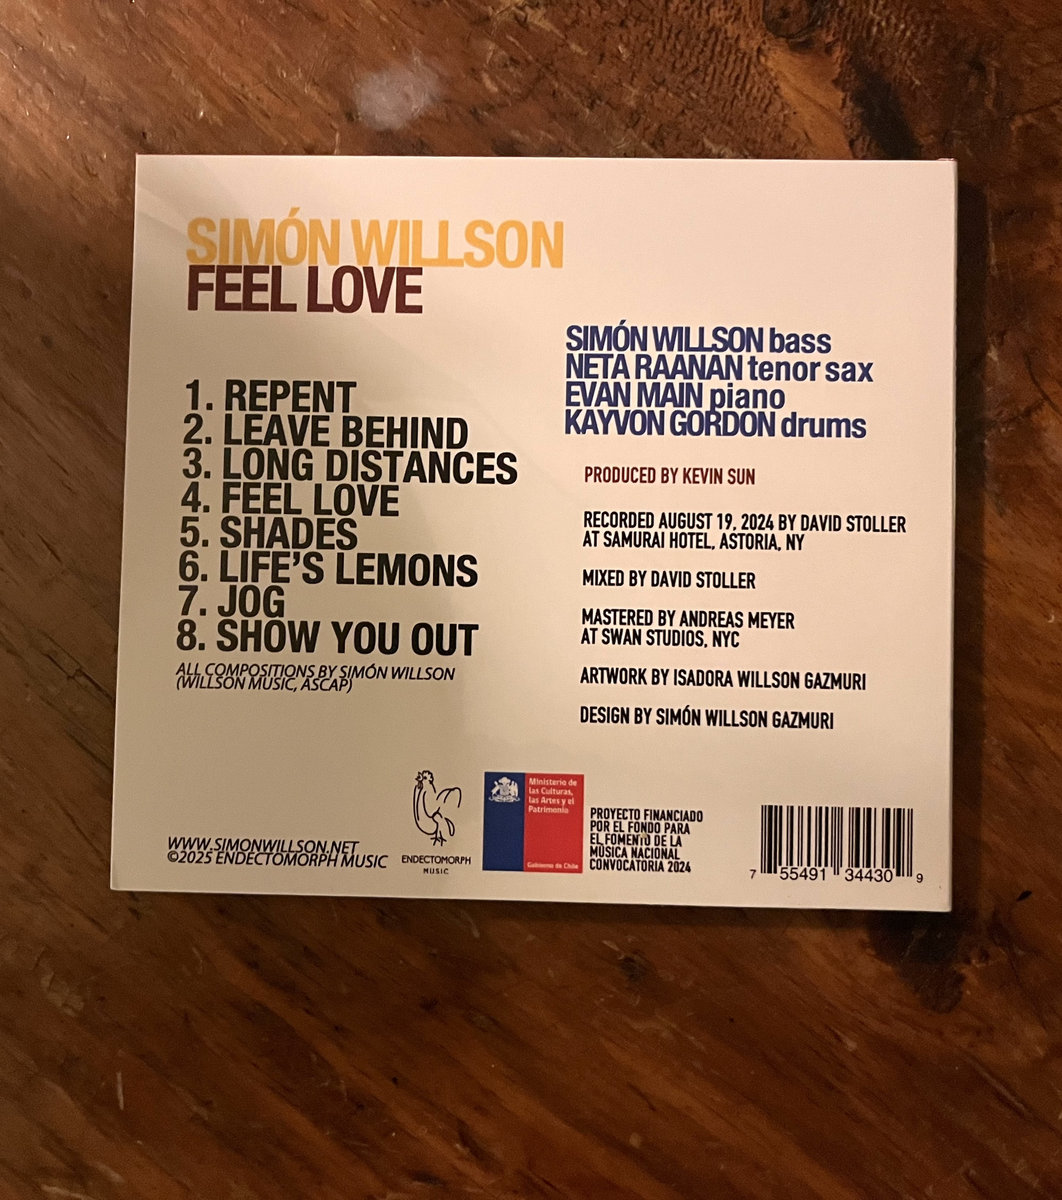 SIMÓN WILLSON
FEEL LOVE
SIMÓN WILLSON bass
NETA RAANAN tenor sax
EVAN MAIN piano
KAYVON GORDON drums
1. REPENT
2. LEAVE BEHIND
3. LONG DISTANCES
4. FEEL LOVE
5. SHADES
6. LIFE'S LEMONS
7. JOG
8. SHOW YOU OUT
ALL COMPOSITIONS BY SIMÓN WILLSON
(WILLSON MUSIC, ASCAP)
PRODUCED BY KEVIN SUN
RECORDED AUGUST 19, 2024 BY DAVID STOLLER
AT SAMURAI HOTEL, ASTORIA, NY
MIXED BY DAVID STOLLER
MASTERED BY ANDREAS MEYER
AT SWAN STUDIOS, NYC
ARTWORK BY ISADORA WILLSON GAZMURI
DESIGN BY SIMÓN WILLSON GAZMURI
WWW.SIMONWILLSON.NET
©2025 ENDECTOMORPH MUSIC
ENDECTOMORPH
MUSIC
Ministerio de
las Culturas,
las Artes y el
Patrimonio
Gobierno de Chile
PROYECTO FINANCIADO
POR EL FONDO PARA
EL FOMENTO DE LA
MÚSICA NACIONAL
CONVOCATORIA 2024
7 55491 34430 9